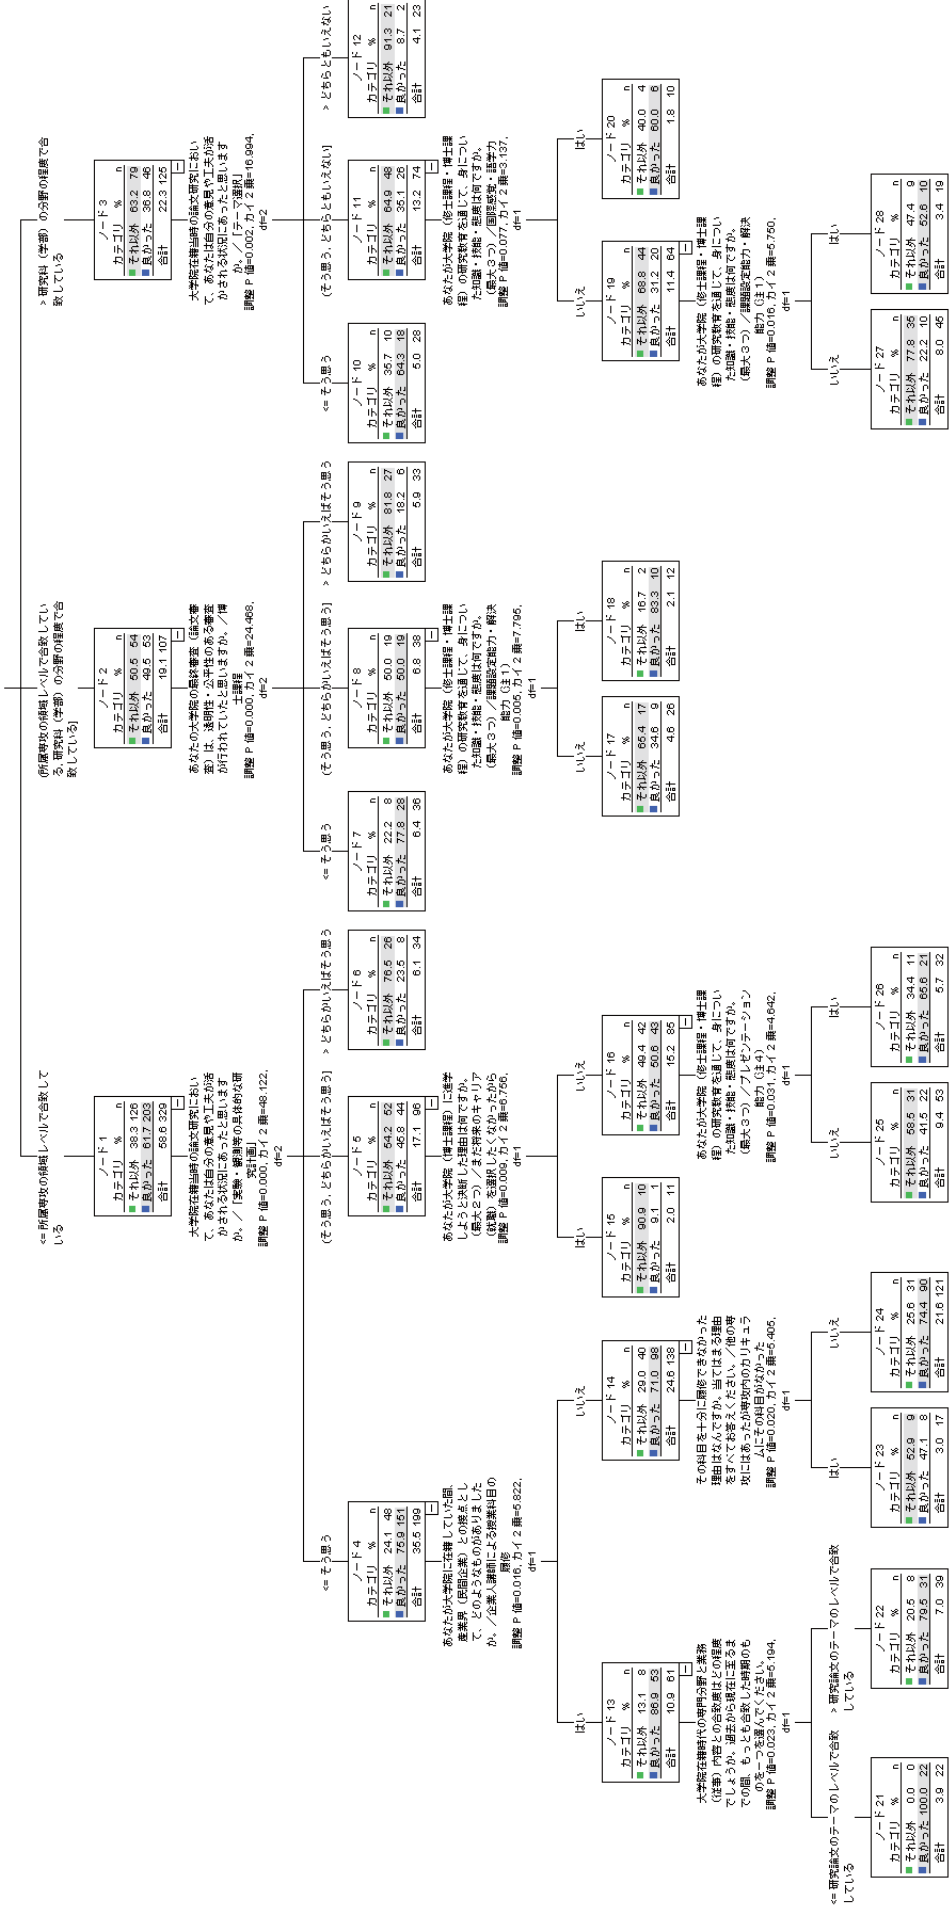 <= 所属専攻の領域レベルで合致して
いる
ノード 1
カテゴリ % n
それ以外 38.3 126
良かった 61.7 203
合計 58.6 329
大学院在籍当時の論文研究におい
て、あなたは自分の意見や工夫が活
かされる状況にあったと思います
か。／「実験・観測等の具体的な研
究計画」
調整 P 値=0.000, カイ 2 乗=48.122,
df=2
(所属専攻の領域レベルで合致してい
る, 研究科（学部）の分野の程度で合
致している]
ノード 2
カテゴリ % n
それ以外 50.5 54
良かった 49.5 53
合計 19.1 107
あなたの大学院の最終審査（論文審
査）は、透明性・公平性のある審査
が行われていたと思いますか。／博
士課程
調整 P 値=0.000, カイ 2 乗=24.468,
df=2
> 研究科（学部）の分野の程度で合
致している
ノード 3
カテゴリ % n
それ以外 63.2 79
良かった 36.8 46
合計 22.3 125
大学院在籍当時の論文研究におい
て、あなたは自分の意見や工夫が活
かされる状況にあったと思います
か。／「テーマ選択」
調整 P 値=0.002, カイ 2 乗=16.994,
df=2
<= そう思う
ノード 4
カテゴリ % n
それ以外 24.1 48
良かった 75.9 151
合計 35.5 199
あなたが大学院に在籍していた間、
産業界（民間企業）との接点とし
て、どのようなものがありました
か。／企業人講師による授業科目の
履修
調整 P 値=0.016, カイ 2 乗=5.822,
df=1
(そう思う, どちらかいえばそう思う]
ノード 5
カテゴリ % n
それ以外 54.2 52
良かった 45.8 44
合計 17.1 96
あなたが大学院（博士課程）に進学
しようと決断した理由は何ですか。
（最大２つ）／まだ将来のキャリア
（就職）を選択したくなかったから
調整 P 値=0.009, カイ 2 乗=6.756,
df=1
> どちらかいえばそう思う
ノード 6
カテゴリ % n
それ以外 76.5 26
良かった 23.5 8
合計 6.1 34
<= そう思う
ノード 7
カテゴリ % n
それ以外 22.2 8
良かった 77.8 28
合計 6.4 36
(そう思う, どちらかいえばそう思う]
ノード 8
カテゴリ % n
それ以外 50.0 19
良かった 50.0 19
合計 6.8 38
あなたが大学院（修士課程・博士課
程）の研究教育を通じて、身につい
た知識・技能・態度は何ですか。
（最大３つ）／課題設定能力・解決
能力（注１）
調整 P 値=0.005, カイ 2 乗=7.795,
df=1
> どちらかいえばそう思う
ノード 9
カテゴリ % n
それ以外 81.8 27
良かった 18.2 6
合計 5.9 33
<= そう思う
ノード 10
カテゴリ % n
それ以外 35.7 10
良かった 64.3 18
合計 5.0 28
(そう思う, どちらともいえない]
ノード 11
カテゴリ % n
それ以外 64.9 48
良かった 35.1 26
合計 13.2 74
あなたが大学院（修士課程・博士課
程）の研究教育を通じて、身につい
た知識・技能・態度は何ですか。
（最大３つ）／国際感覚・語学力
調整 P 値=0.077, カイ 2 乗=3.137,
df=1
> どちらともいえない
ノード 12
カテゴリ % n
それ以外 91.3 21
良かった 8.7 2
合計 4.1 23
はい
ノード 13
カテゴリ % n
それ以外 13.1 8
良かった 86.9 53
合計 10.9 61
大学院在籍時代の専門分野と業務
（従事）内容との合致度はどの程度
でしょうか。過去から現在に至るま
での間、もっとも合致した時期のも
のを一つを選んでください。
調整 P 値=0.023, カイ 2 乗=5.194,
df=1
いいえ
ノード 14
カテゴリ % n
それ以外 29.0 40
良かった 71.0 98
合計 24.6 138
その科目を十分に履修できなかった
理由はなんですか。当てはまる理由
をすべてお答えください。／他の専
攻にはあったが専攻内のカリキュラ
ムにその科目がなかった
調整 P 値=0.020, カイ 2 乗=5.405,
df=1
はい
ノード 15
カテゴリ % n
それ以外 90.9 10
良かった 9.1 1
合計 2.0 11
いいえ
ノード 16
カテゴリ % n
それ以外 49.4 42
良かった 50.6 43
合計 15.2 85
あなたが大学院（修士課程・博士課
程）の研究教育を通じて、身につい
た知識・技能・態度は何ですか。
（最大３つ）／プレゼンテーション
能力（注４）
調整 P 値=0.031, カイ 2 乗=4.642,
df=1
いいえ
ノード 17
カテゴリ % n
それ以外 65.4 17
良かった 34.6 9
合計 4.6 26
はい
ノード 18
カテゴリ % n
それ以外 16.7 2
良かった 83.3 10
合計 2.1 12
いいえ
ノード 19
カテゴリ % n
それ以外 68.8 44
良かった 31.2 20
合計 11.4 64
あなたが大学院（修士課程・博士課
程）の研究教育を通じて、身につい
た知識・技能・態度は何ですか。
（最大３つ）／課題設定能力・解決
能力（注１）
調整 P 値=0.016, カイ 2 乗=5.750,
df=1
はい
ノード 20
カテゴリ % n
それ以外 40.0 4
良かった 60.0 6
合計 1.8 10
<= 研究論文のテーマのレベルで合致
している
ノード 21
カテゴリ % n
それ以外 0.0 0
良かった 100.0 22
合計 3.9 22
> 研究論文のテーマのレベルで合致
している
ノード 22
カテゴリ % n
それ以外 20.5 8
良かった 79.5 31
合計 7.0 39
はい
ノード 23
カテゴリ % n
それ以外 52.9 9
良かった 47.1 8
合計 3.0 17
いいえ
ノード 24
カテゴリ % n
それ以外 25.6 31
良かった 74.4 90
合計 21.6 121
いいえ
ノード 25
カテゴリ % n
それ以外 58.5 31
良かった 41.5 22
合計 9.4 53
はい
ノード 26
カテゴリ % n
それ以外 34.4 11
良かった 65.6 21
合計 5.7 32
いいえ
ノード 27
カテゴリ % n
それ以外 77.8 35
良かった 22.2 10
合計 8.0 45
はい
ノード 28
カテゴリ % n
それ以外 47.4 9
良かった 52.6 10
合計 3.4 19